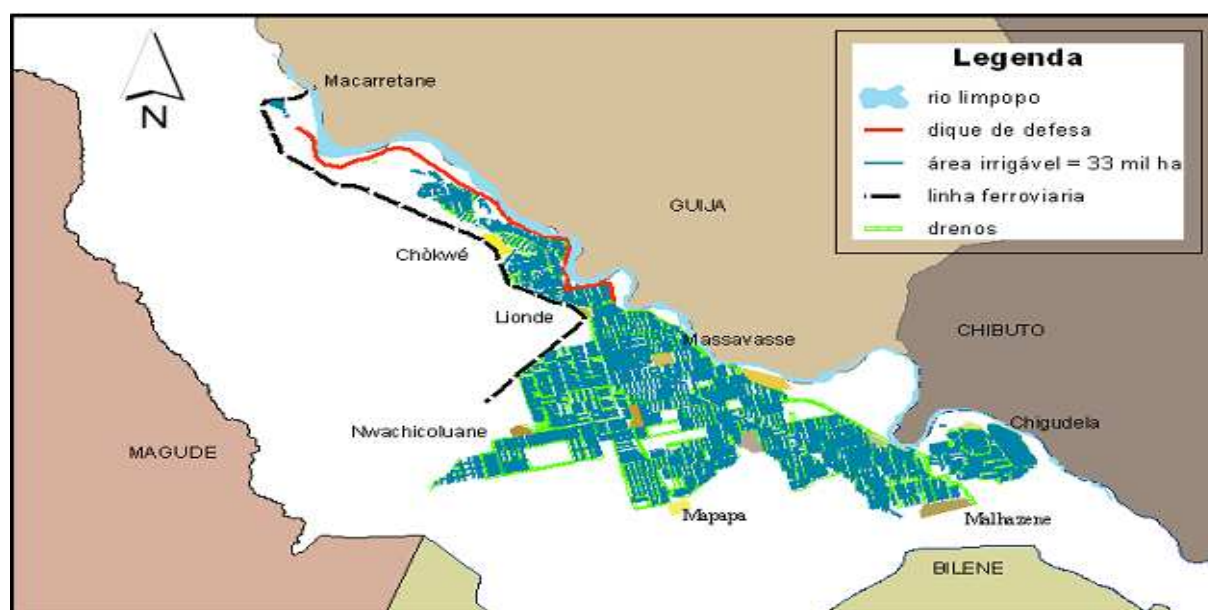 Legenda
rio limpopo
dique de defesa
área irrigável = 33 mil ha
linha ferroviaria
drenos
N
Macarretane
GUIJA
Chòkwé
Lionde
CHIBUTO
Massavasse
Nwachicoluane
Chigudela
MAGUDE
Mapapa
Malhazene
BILENE